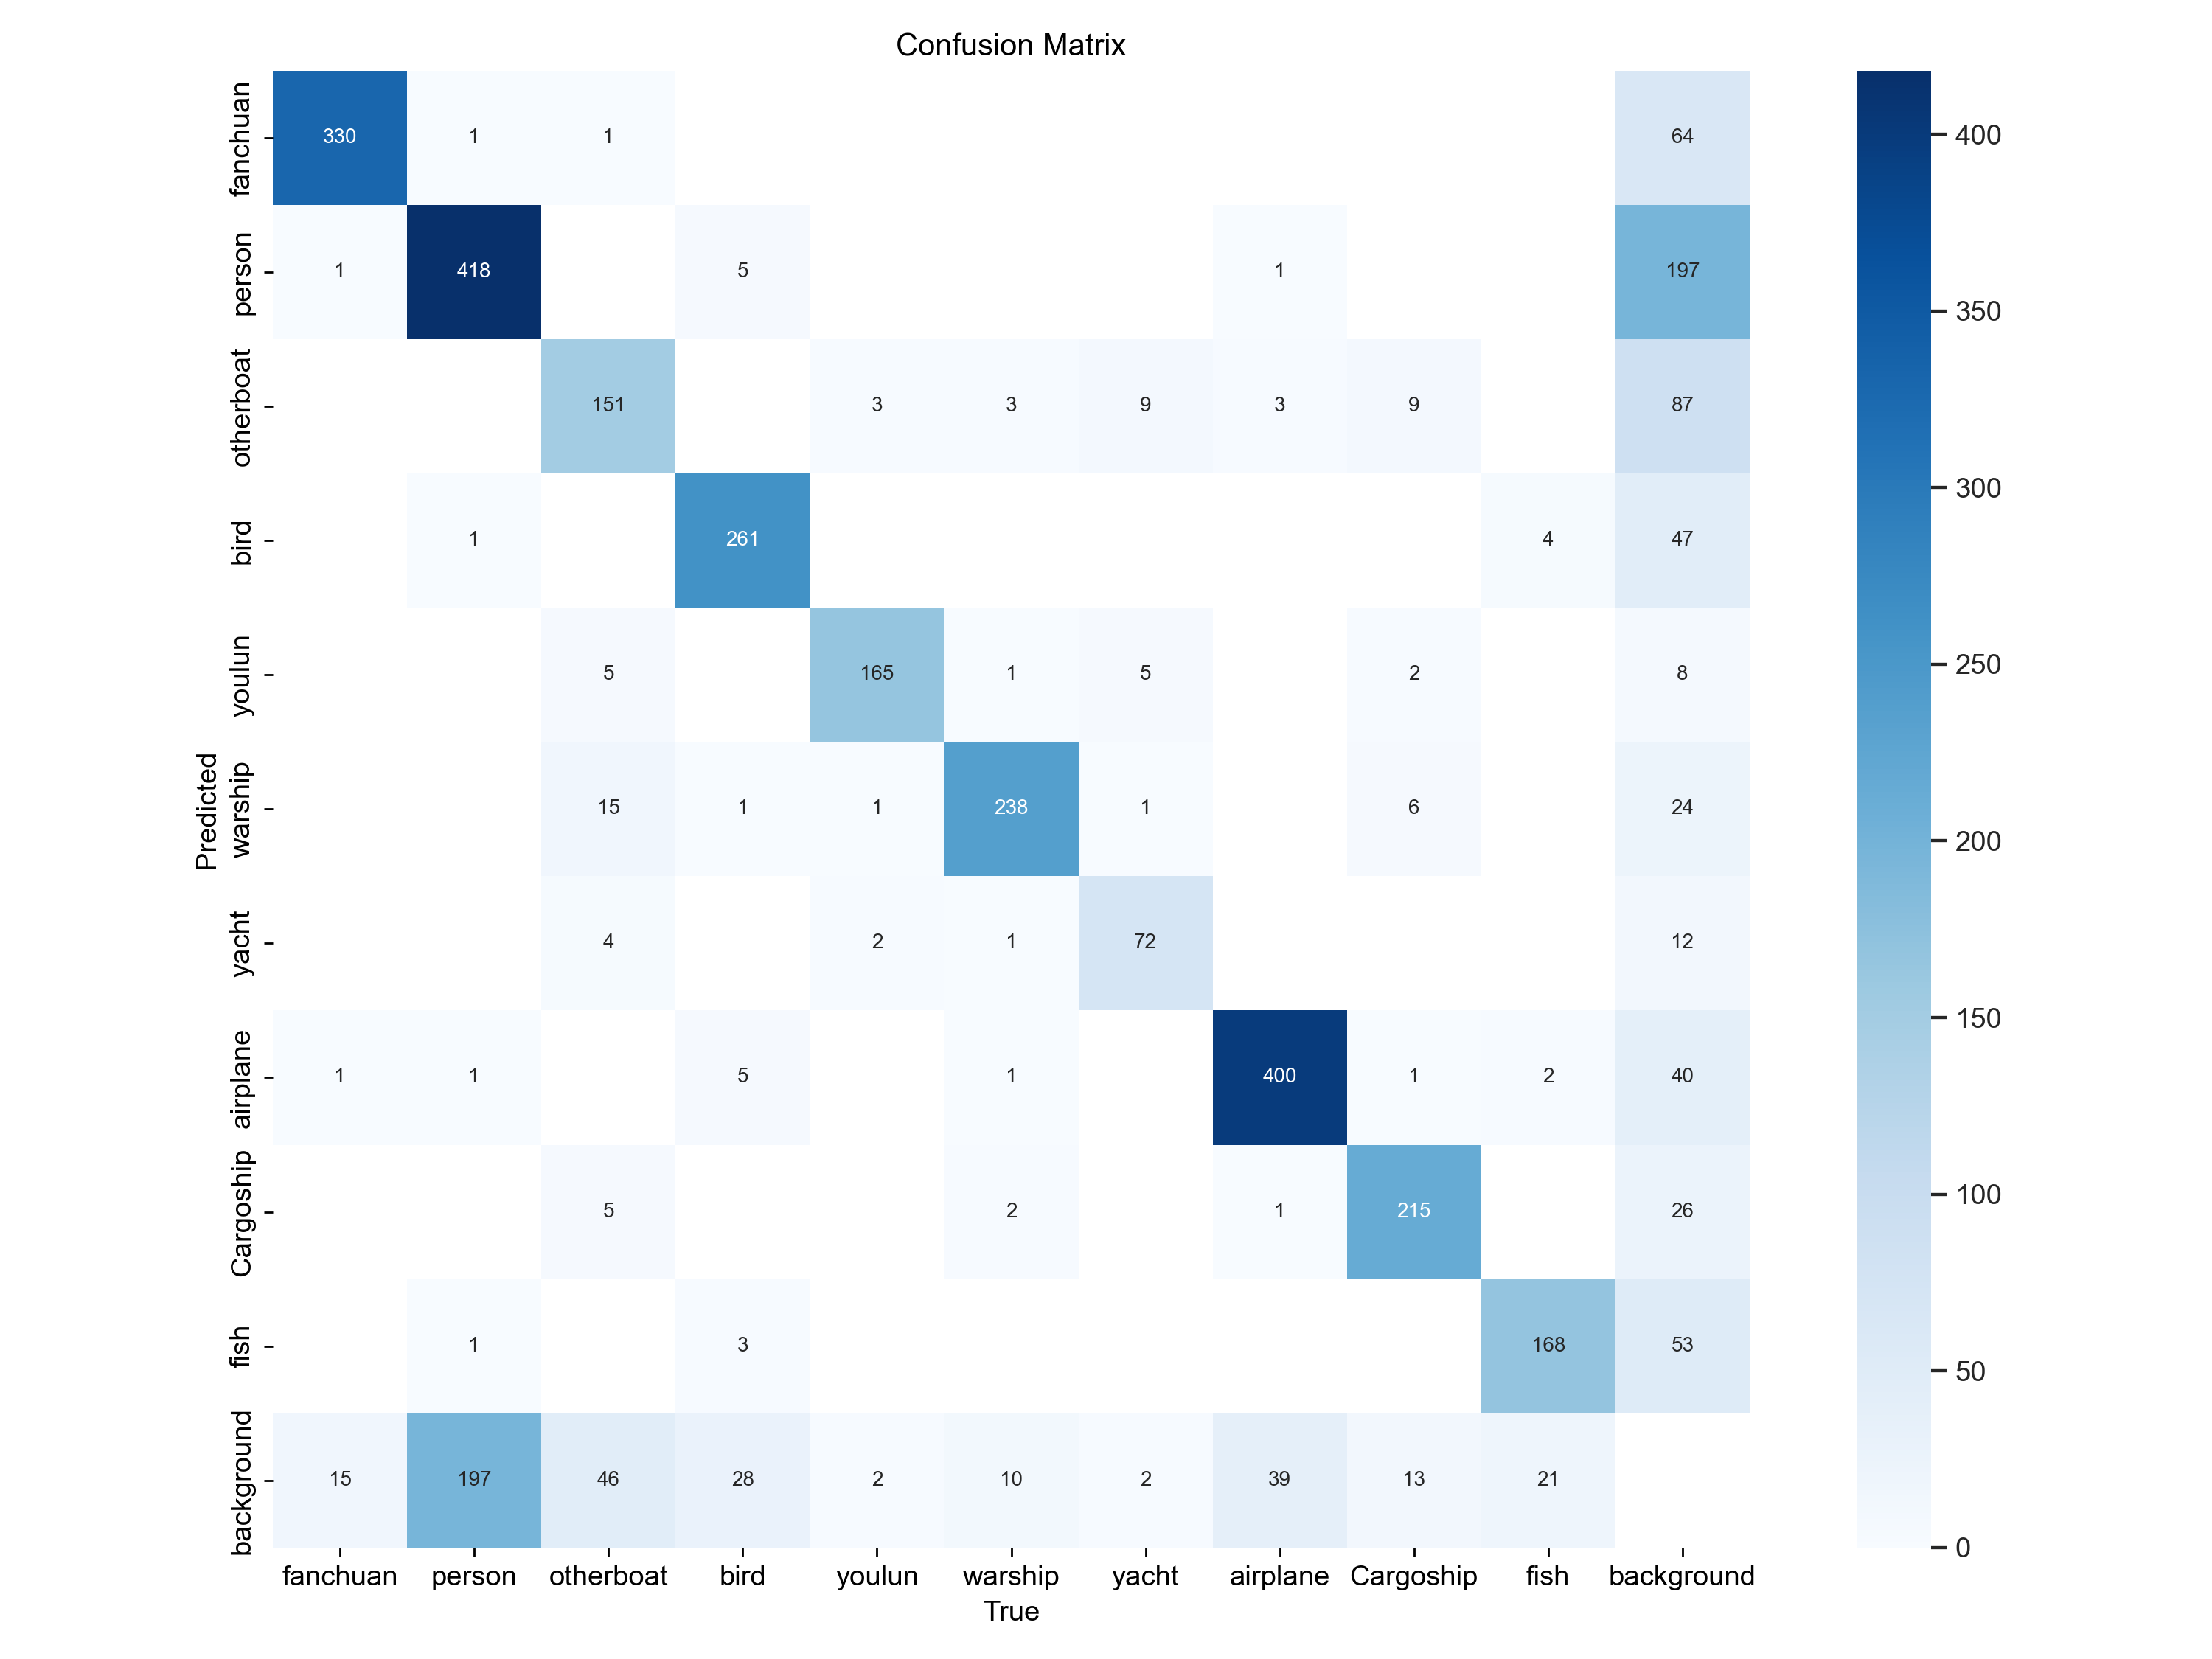 Confusion Matrix
fanchuan 330 1 1 64
person 1 418 5 1 197
otherboat 151 3 3 9 3 9 87
bird 1 261 4 47
youlun 5 165 1 5 2 8
warship 15 1 1 238 1 6 24
yacht 4 2 1 72 12
airplane 1 1 5 1 400 1 2 40
Cargoship 5 2 1 215 26
fish 1 3 168 53
background 15 197 46 28 2 10 2 39 13 21
fanchuan person otherboat bird youlun warship yacht airplane Cargoship fish background
True
Predicted
400
350
300
250
200
150
100
50
0